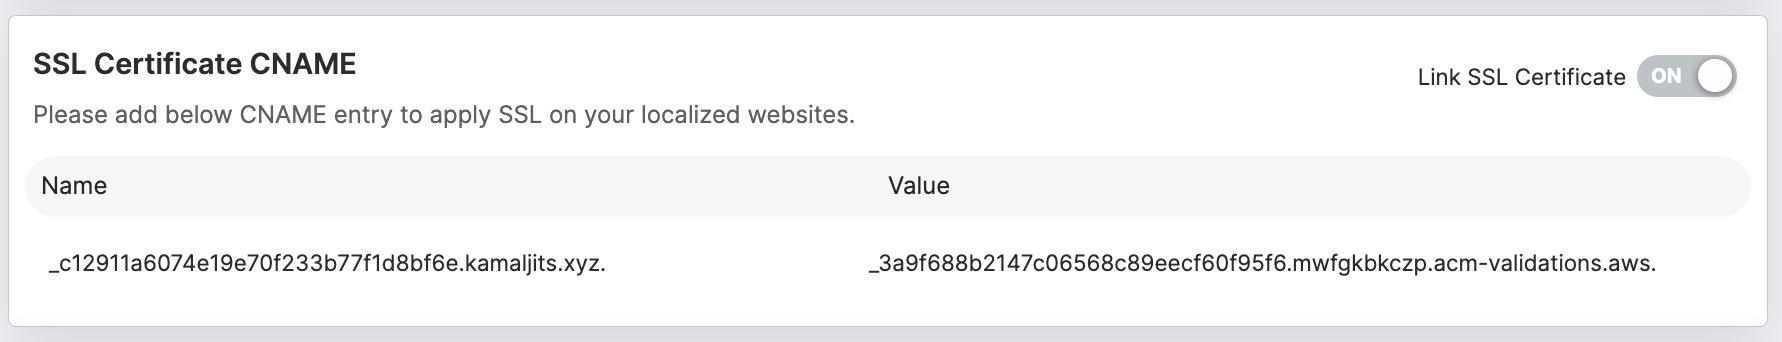 SSL Certificate CNAME
Link SSL Certificate ON
Please add below CNAME entry to apply SSL on your localized websites.
Name Value
_c12911a6074e19e70f233b77f1d8bf6e.kamaljits.xyz. _3a9f688b2147c06568c89eecf60f95f6.mwfgkbkczp.acm-validations.aws.